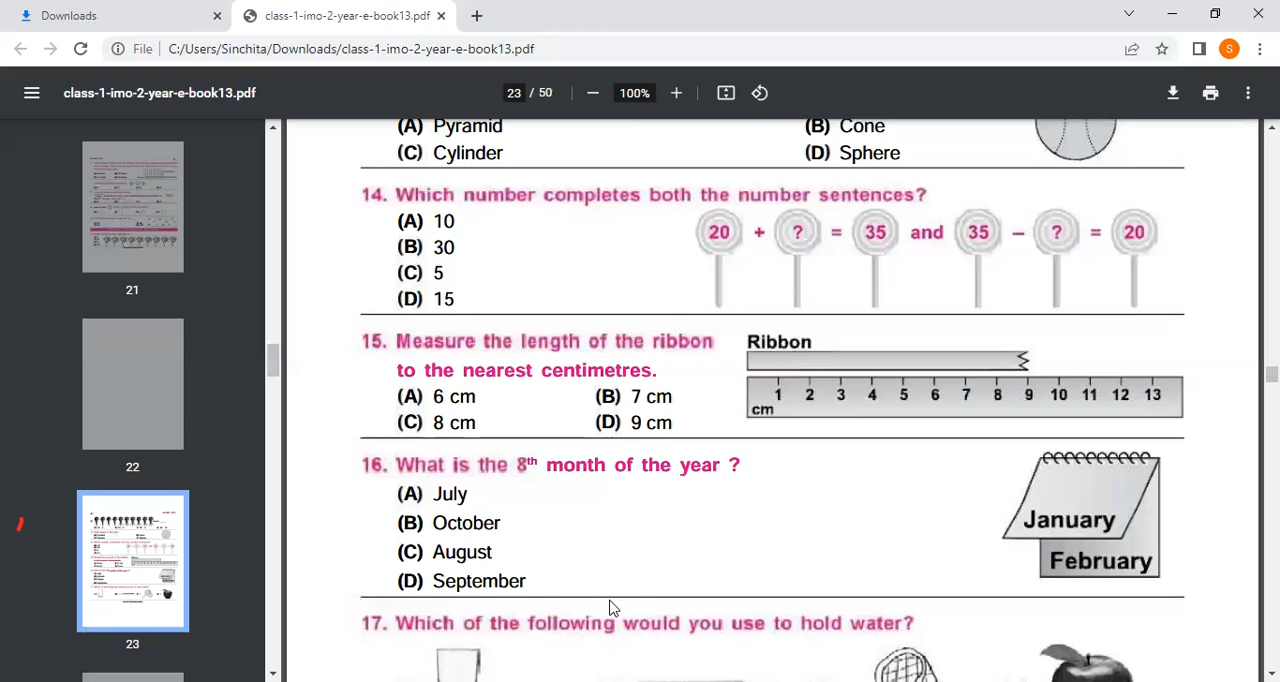 Downloads
class-1-imo-2-year-e-book13.pdf
File C:/Users/Sinchita/Downloads/class-1-imo-2-year-e-book13.pdf
S
class-1-imo-2-year-e-book13.pdf
23 / 50
100%
21
22
23
(A) Pyramid (B) Cone
(C) Cylinder (D) Sphere
14. Which number completes both the number sentences?
(A) 10
(B) 30
(C) 5
(D) 15
20 + ? = 35 and 35 – ? = 20
15. Measure the length of the ribbon
to the nearest centimetres.
(A) 6 cm (B) 7 cm
(C) 8 cm (D) 9 cm
Ribbon
1 2 3 4 5 6 7 8 9 10 11 12 13
cm
16. What is the 8th month of the year ?
(A) July
(B) October
(C) August
(D) September
January
February
17. Which of the following would you use to hold water?